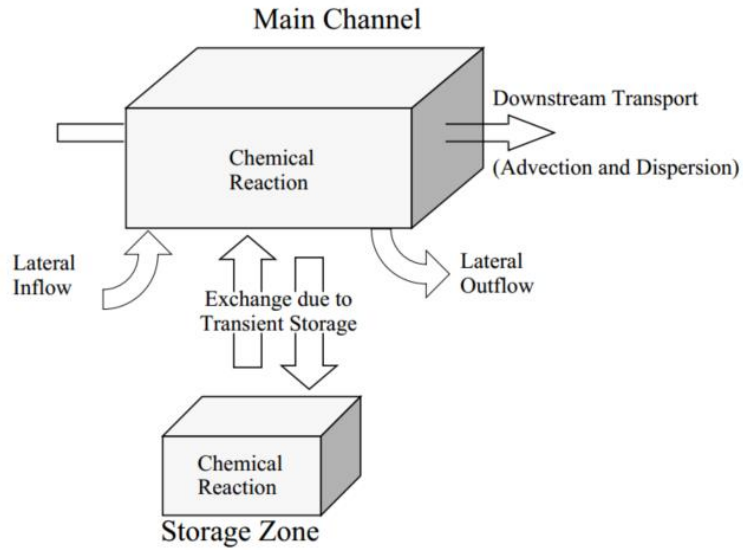 Main Channel
Downstream Transport
(Advection and Dispersion)
Chemical
Reaction
Lateral
Inflow
Exchange due to
Transient Storage
Lateral
Outflow
Chemical
Reaction
Storage Zone